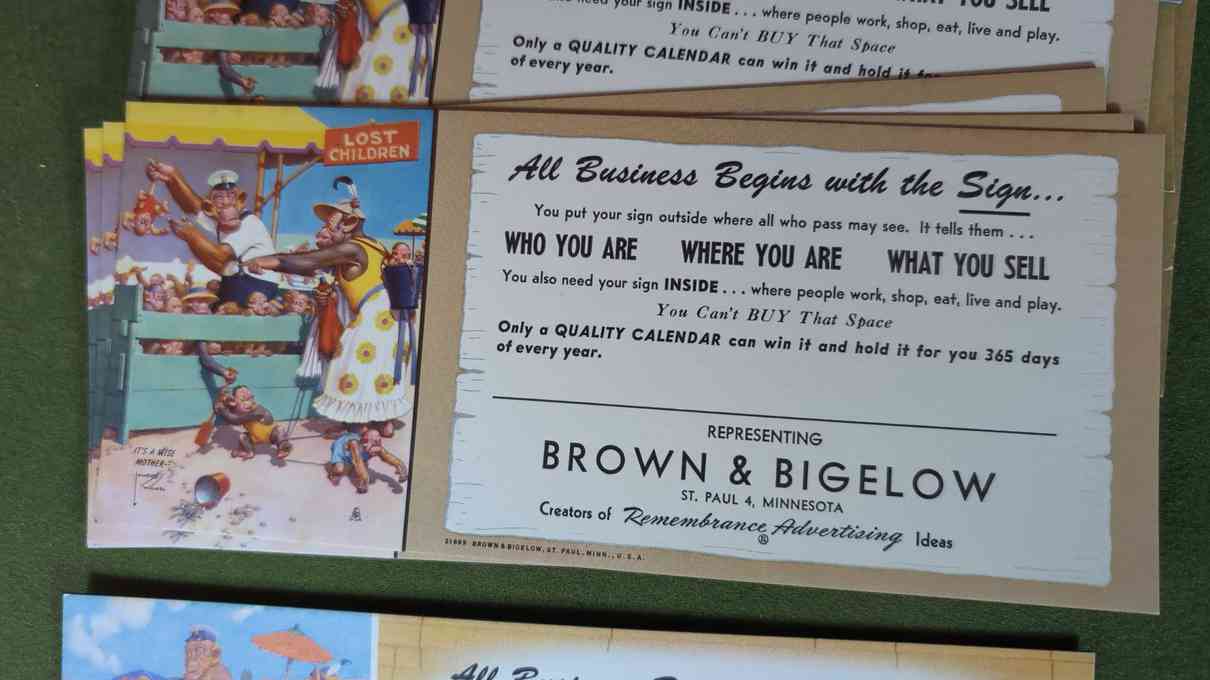 WHAT YOU SELL
need your sign INSIDE . . . where people work, shop, eat, live and play.
You Can't BUY That Space
Only a QUALITY CALENDAR can win it and hold it
of every year.
LOST
CHILDREN
All Business Begins with the Sign...
You put your sign outside where all who pass may see. It tells them . . .
WHO YOU ARE WHERE YOU ARE WHAT YOU SELL
You also need your sign INSIDE . . . where people work, shop, eat, live and play.
You Can't BUY That Space
Only a QUALITY CALENDAR can win it and hold it for you 365 days
of every year.
IT'S A WISE
MOTHER-
REPRESENTING
BROWN & BIGELOW
ST. PAUL 4, MINNESOTA
Creators of Remembrance Advertising Ideas
®
21889 BROWN & BIGELOW, ST. PAUL, MINN., U.S.A.
All Business